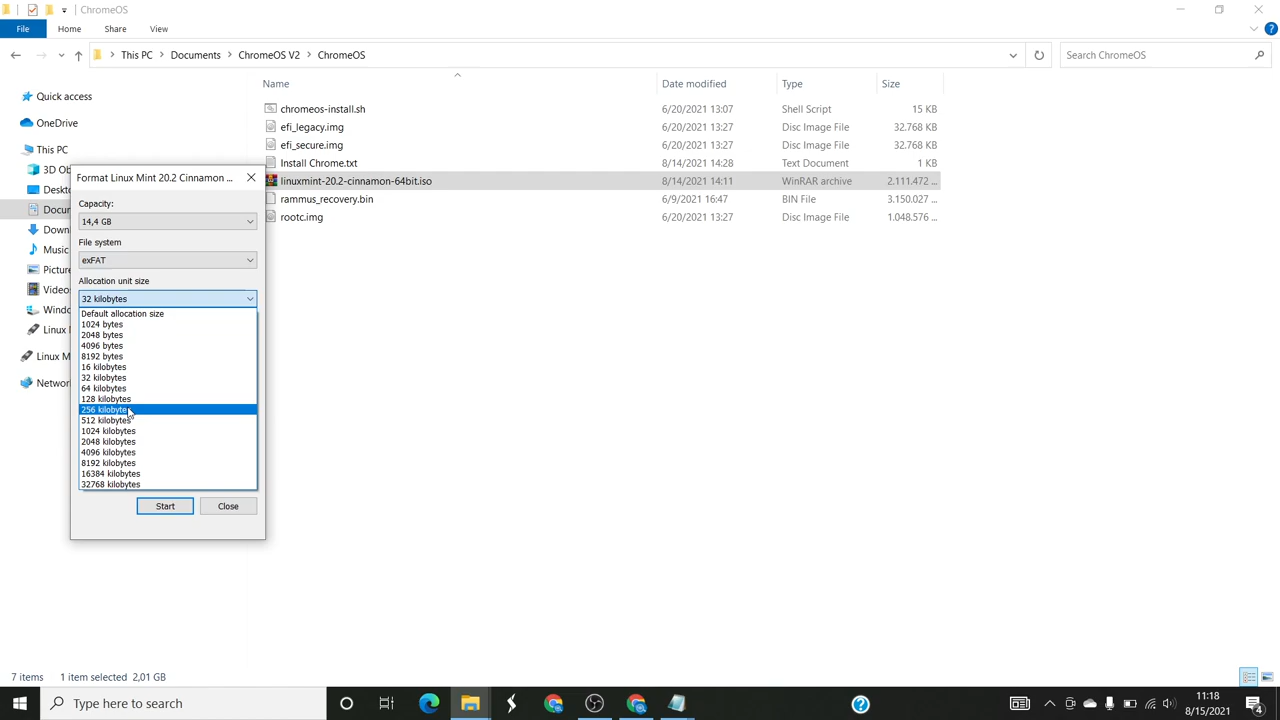 ChromeOS
File Home Share View
This PC Documents ChromeOS V2 ChromeOS
Search ChromeOS
Name Date modified Type Size
Quick access
OneDrive
This PC
3D Ob
Deskto
Docum
Downl
Music
Picture
Videos
Windo
Linux
Linux M
Networ
chromeos-install.sh 6/20/2021 13:07 Shell Script 15 KB
efi_legacy.img 6/20/2021 13:27 Disc Image File 32.768 KB
efi_secure.img 6/20/2021 13:27 Disc Image File 32.768 KB
Install Chrome.txt 8/14/2021 14:28 Text Document 1 KB
linuxmint-20.2-cinnamon-64bit.iso 8/14/2021 14:11 WinRAR archive 2.111.472 ...
rammus_recovery.bin 6/9/2021 16:47 BIN File 3.150.027 ...
rootc.img 6/20/2021 13:27 Disc Image File 1.048.576 ...
Format Linux Mint 20.2 Cinnamon ...
Capacity:
14,4 GB
File system
exFAT
Allocation unit size
32 kilobytes
Default allocation size
1024 bytes
2048 bytes
4096 bytes
8192 bytes
16 kilobytes
32 kilobytes
64 kilobytes
128 kilobytes
256 kilobytes
512 kilobytes
1024 kilobytes
2048 kilobytes
4096 kilobytes
8192 kilobytes
16384 kilobytes
32768 kilobytes
Start Close
7 items 1 item selected 2,01 GB
Type here to search
11:18
8/15/2021
4